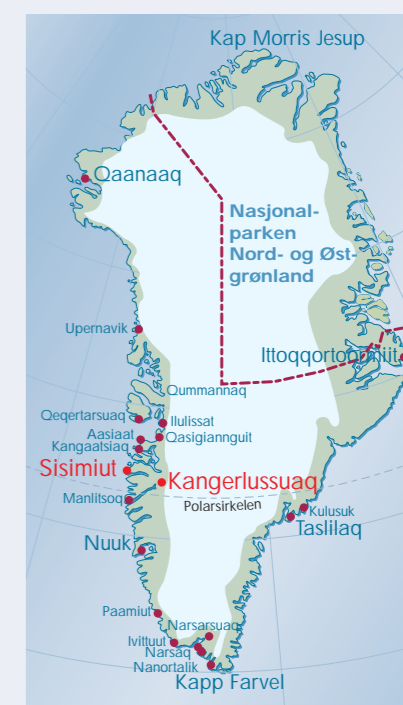 Kap Morris Jesup
Qaanaaq
Nasjonal-
parken
Nord- og Øst-
grønland
Upernavik
Ittoqqortoormiit
Qummannaq
Qeqertarsuaq
Ilulissat
Aasiaat
Qasigiannguit
Kangaatsiaq
Sisimiut
Kangerlussuaq
Manlitsoq
Polarsirkelen
Kulusuk
Taslilaq
Nuuk
Paamiut
Narsarsuaq
Ivittuut
Narsaq
Nanortalik
Kapp Farvel